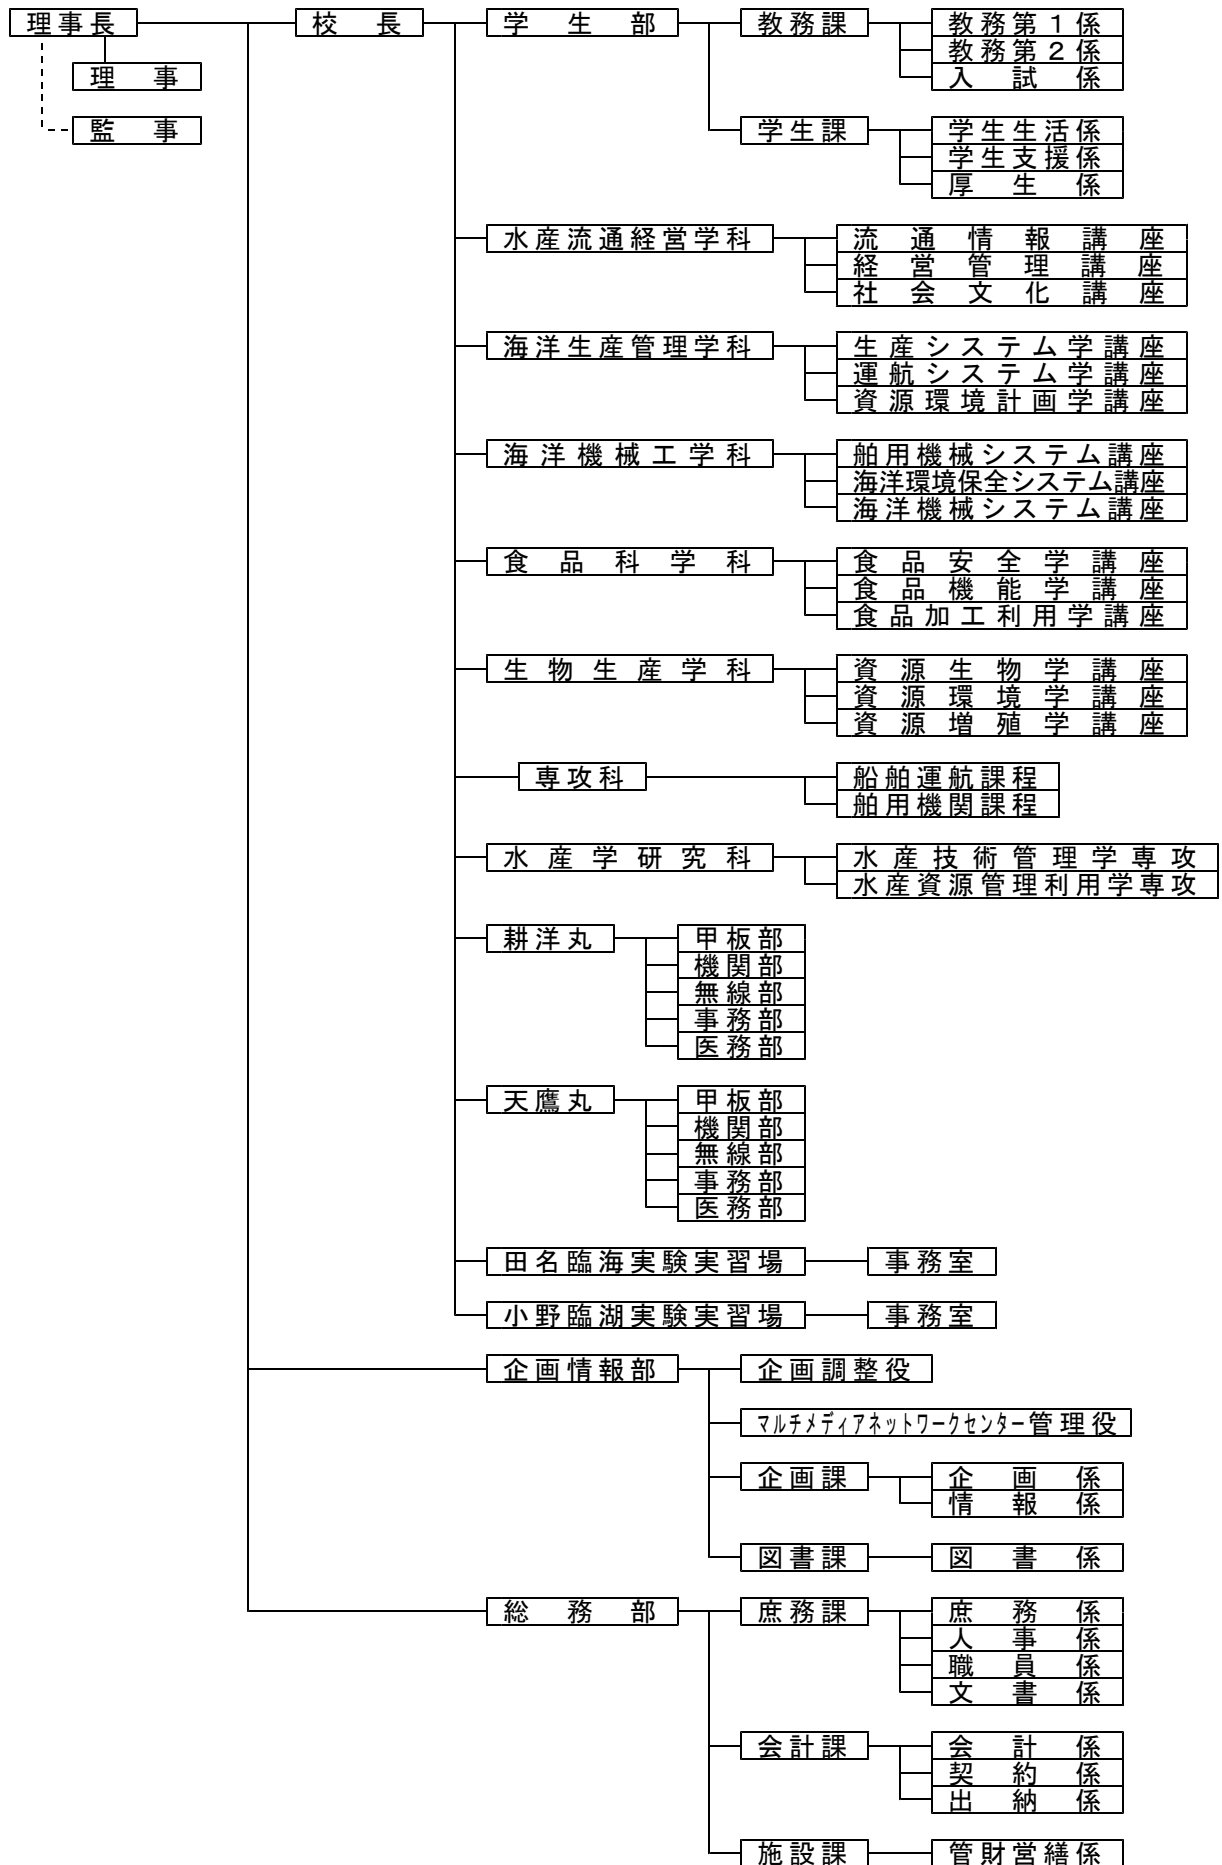 理事長 校長 学生部 教務課 教務第１係
教務第２係
理事 入試係
監事 学生課 学生生活係
学生支援係
厚生係
水産流通経営学科 流通情報講座
経営管理講座
社会文化講座
海洋生産管理学科 生産システム学講座
運航システム学講座
資源環境計画学講座
海洋機械工学科 舶用機械システム講座
海洋環境保全システム講座
海洋機械システム講座
食品科学科 食品安全学講座
食品機能学講座
食品加工利用学講座
生物生産学科 資源生物学講座
資源環境学講座
資源増殖学講座
専攻科 船舶運航課程
舶用機関課程
水産学研究科 水産技術管理学専攻
水産資源管理利用学専攻
耕洋丸 甲板部
機関部
無線部
事務部
医務部
天鷹丸 甲板部
機関部
無線部
事務部
医務部
田名臨海実験実習場 事務室
小野臨湖実験実習場 事務室
企画情報部 企画調整役
ﾏﾙﾁﾒﾃﾞｨｱﾈｯﾄﾜｰｸｾﾝﾀｰ管理役
企画課 企画係
情報係
図書課 図書係
総務部 庶務課 庶務係
人事係
職員係
文書係
会計課 会計係
契約係
出納係
施設課 管財営繕係